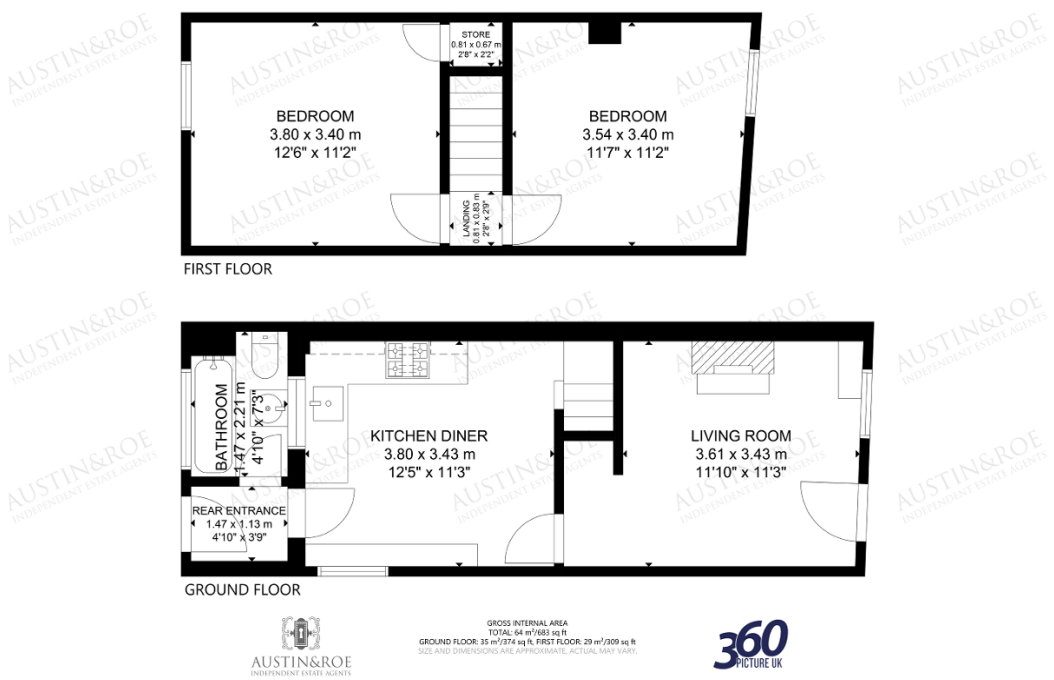 STORE
0.81 x 0.67 m
2'8" x 2'2"
BEDROOM
3.80 x 3.40 m
12'6" x 11'2"
BEDROOM
3.54 x 3.40 m
11'7" x 11'2"
LANDING
0.81 x 0.83 m
2'8" x 2'9"
FIRST FLOOR
BATHROOM
1.47 x 2.21 m
4'10" x 7'3"
KITCHEN DINER
3.80 x 3.43 m
12'5" x 11'3"
LIVING ROOM
3.61 x 3.43 m
11'10" x 11'3"
REAR ENTRANCE
1.47 x 1.13 m
4'10" x 3'9"
GROUND FLOOR
GROSS INTERNAL AREA
TOTAL: 64 m²/683 sq ft
GROUND FLOOR: 35 m²/374 sq ft, FIRST FLOOR: 29 m²/309 sq ft
SIZE AND DIMENSIONS ARE APPROXIMATE, ACTUAL MAY VARY.
AUSTIN&ROE
INDEPENDENT ESTATE AGENTS
360
PICTURE UK